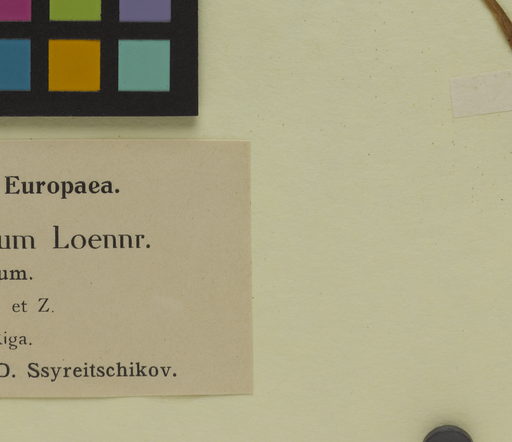 Europaea.
um Loennr.
um.
et Z.
iga.
D. Ssyreitschikov.